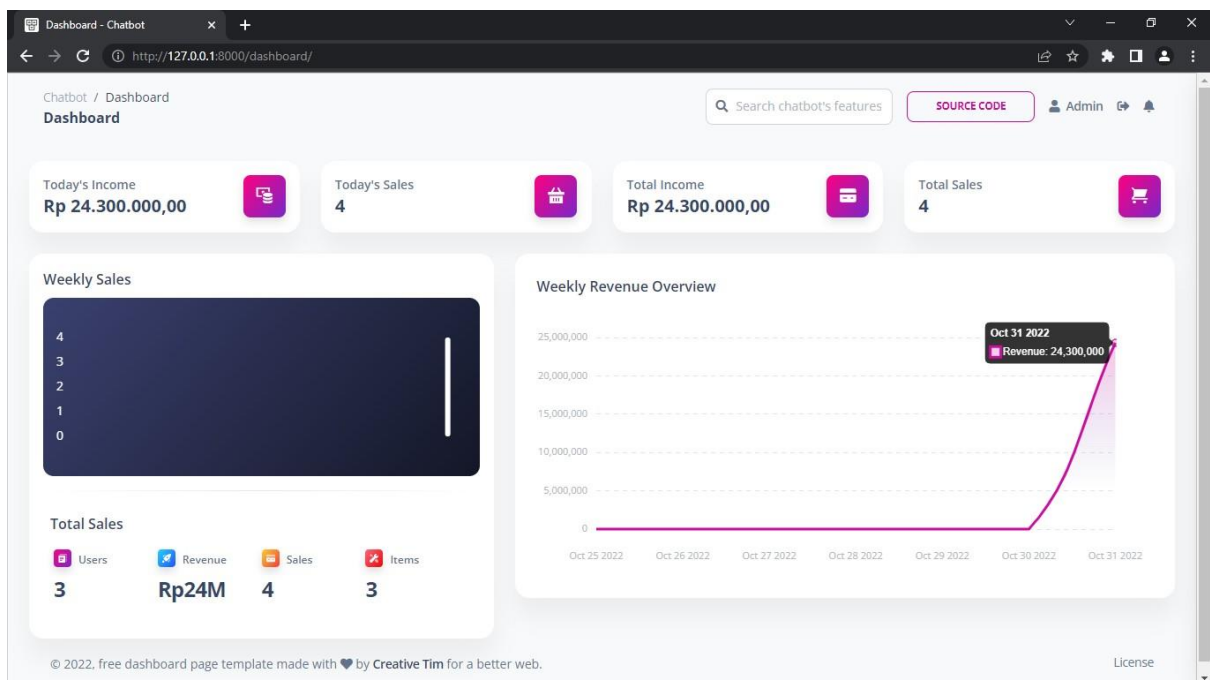 Dashboard - Chatbot
http://127.0.0.1:8000/dashboard/
Chatbot / Dashboard
Dashboard
Search chatbot's features
SOURCE CODE
Admin
Today's Income
Rp 24.300.000,00
Today's Sales
4
Total Income
Rp 24.300.000,00
Total Sales
4
Weekly Sales
4
3
2
1
0
Total Sales
Users
3
Revenue
Rp24M
Sales
4
Items
3
Weekly Revenue Overview
25,000,000
20,000,000
15,000,000
10,000,000
5,000,000
0
Oct 31 2022
Revenue: 24,300,000
Oct 25 2022 Oct 26 2022 Oct 27 2022 Oct 28 2022 Oct 29 2022 Oct 30 2022 Oct 31 2022
© 2022, free dashboard page template made with ♥ by Creative Tim for a better web.
License